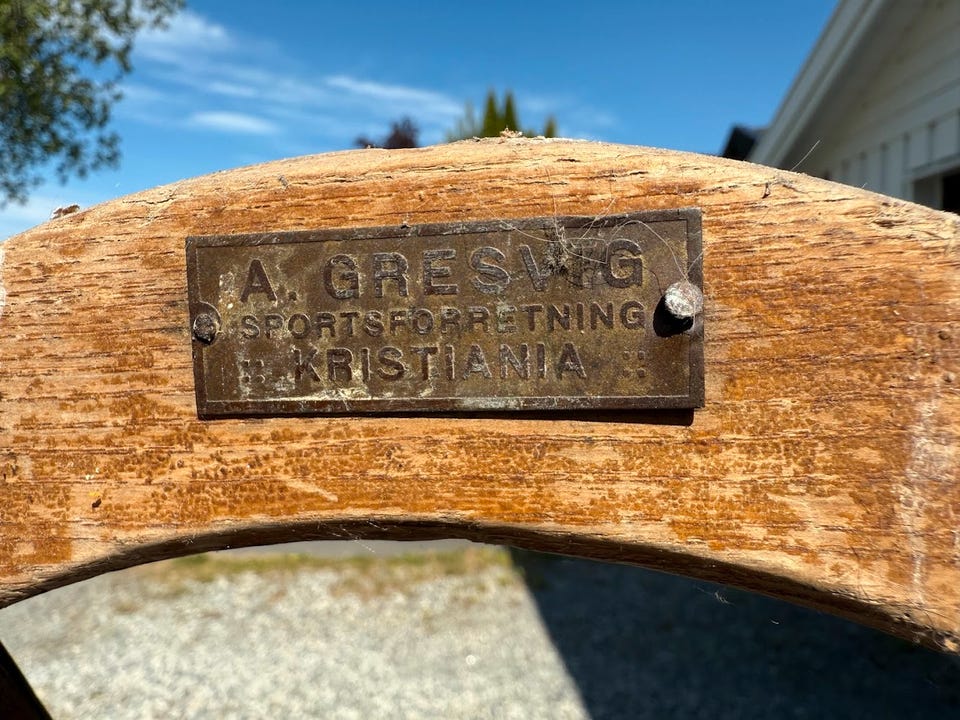 A. GRESVIG
SPORTSFORRETNING
:: KRISTIANIA ::